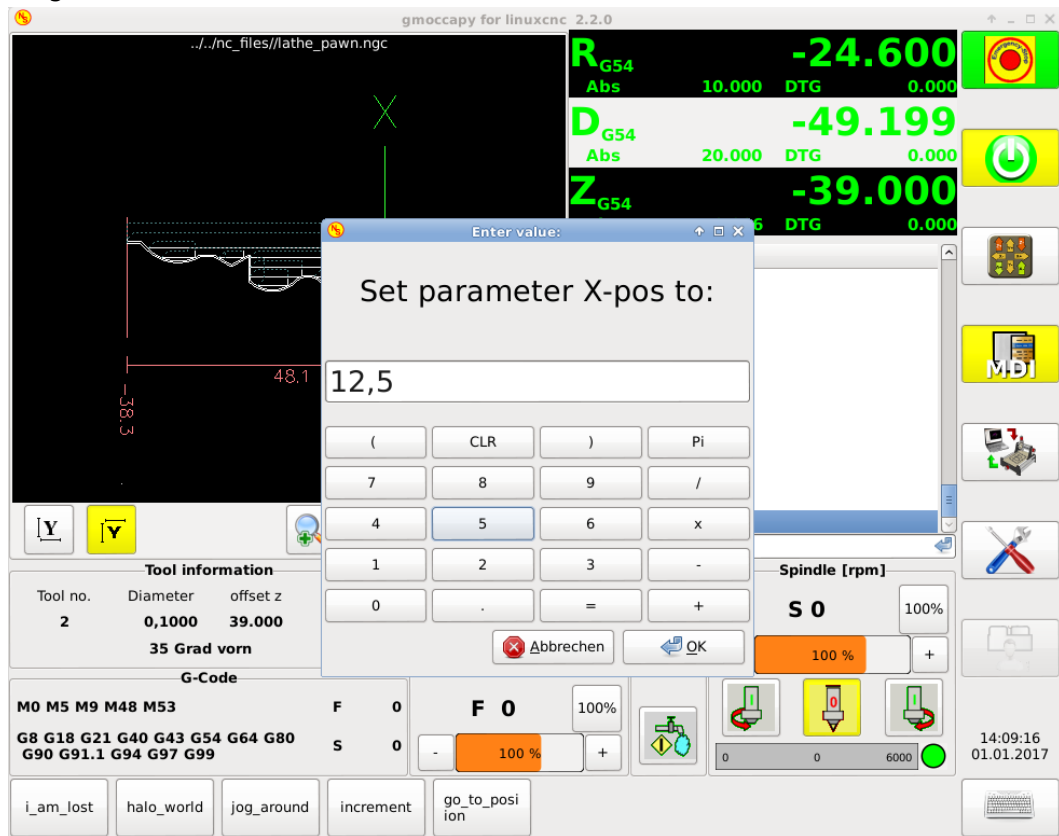 gmoccapy for linuxcnc 2.2.0
../../nc_files//lathe_pawn.ngc
X
48.1
-38.3
R G54 -24.600
Abs 10.000 DTG 0.000
D G54 -49.199
Abs 20.000 DTG 0.000
Z G54 -39.000
6 DTG 0.000
Emergency-Stop
MDI
Enter value:
Set parameter X-pos to:
12,5
( CLR ) Pi
7 8 9 /
4 5 6 x
1 2 3 -
0 . = +
Abbrechen OK
Y Y
Tool information
Tool no. Diameter offset z
2 0,1000 39.000
35 Grad vorn
Spindle [rpm]
S 0 100%
100 % +
G-Code
M0 M5 M9 M48 M53 F 0
G8 G18 G21 G40 G43 G54 G64 G80
G90 G91.1 G94 G97 G99 S 0
F 0 100%
- 100 % +
I 0 I
0 0 6000
14:09:16
01.01.2017
i_am_lost halo_world jog_around increment go_to_posi
ion